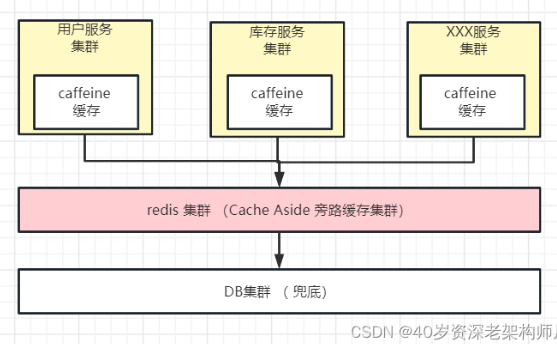 用户服务
集群
caffeine
缓存
库存服务
集群
caffeine
缓存
XXX服务
集群
caffeine
缓存
redis 集群 （Cache Aside 旁路缓存集群）
DB集群 （ 兜底）
CSDN @40岁资深老架构师